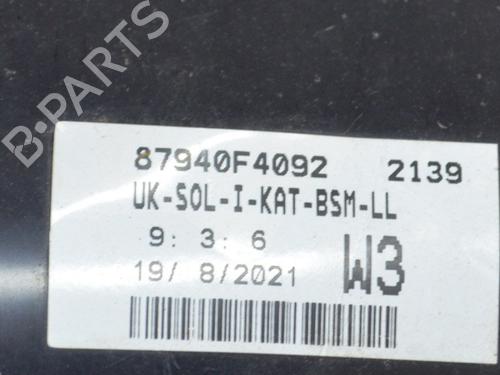 B-PARTS
87940F4092 2139
UK-SOL-I-KAT-BSM-LL
9: 3: 6
19/ 8/2021 W3